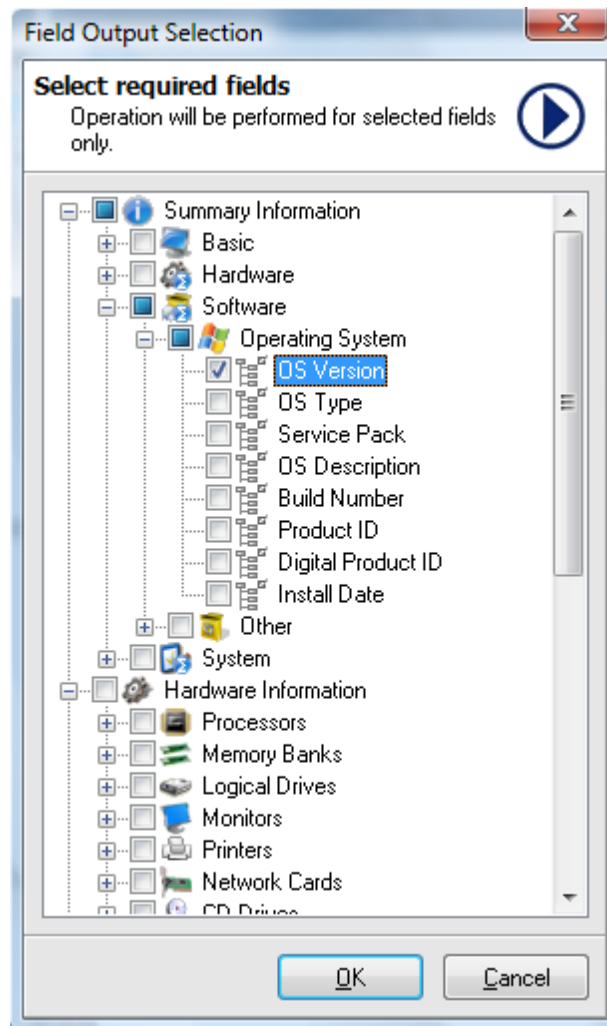 Field Output Selection
Select required fields
Operation will be performed for selected fields
only.
Summary Information
Basic
Hardware
Software
Operating System
OS Version
OS Type
Service Pack
OS Description
Build Number
Product ID
Digital Product ID
Install Date
Other
System
Hardware Information
Processors
Memory Banks
Logical Drives
Monitors
Printers
Network Cards
CD Drives
OK
Cancel